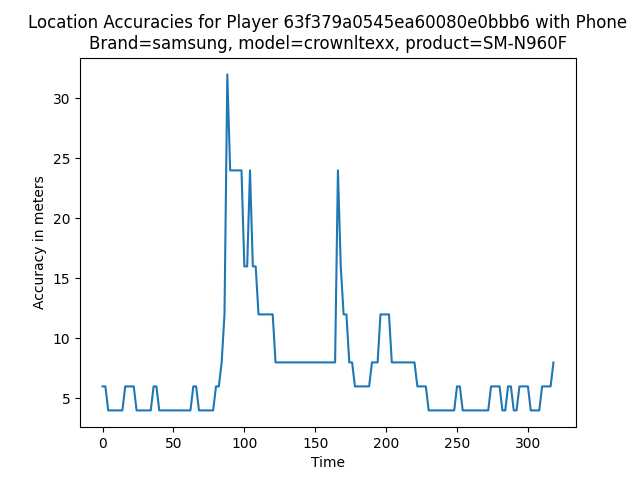 Location Accuracies for Player 63f379a0545ea60080e0bbb6 with Phone
Brand=samsung, model=crownltexx, product=SM-N960F
30
25
20
15
10
5
Accuracy in meters
0 50 100 150 200 250 300
Time